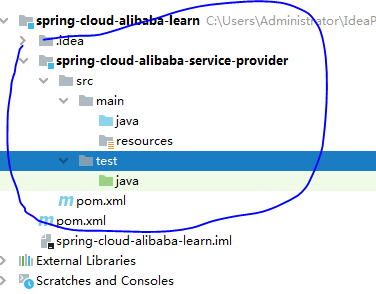 spring-cloud-alibaba-learn C:\Users\Administrator\IdeaP
.idea
spring-cloud-alibaba-service-provider
src
main
java
resources
test
java
pom.xml
pom.xml
spring-cloud-alibaba-learn.iml
External Libraries
Scratches and Consoles